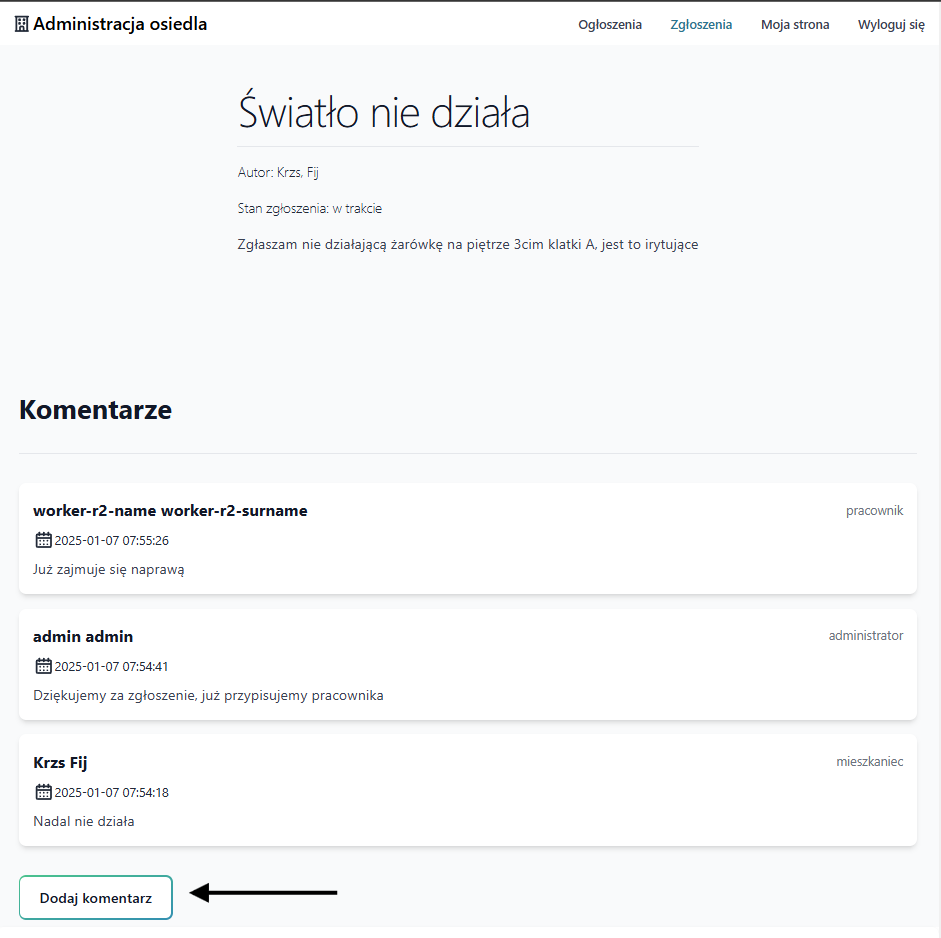 Administracja osiedla
Ogłoszenia Zgłoszenia Moja strona Wyloguj się
Światło nie działa
Autor: Krzs, Fij
Stan zgłoszenia: w trakcie
Zgłaszam nie działającą żarówkę na piętrze 3cim klatki A, jest to irytujące
Komentarze
worker-r2-name worker-r2-surname pracownik
2025-01-07 07:55:26
Już zajmuje się naprawą
admin admin administrator
2025-01-07 07:54:41
Dziękujemy za zgłoszenie, już przypisujemy pracownika
Krzs Fij mieszkaniec
2025-01-07 07:54:18
Nadal nie działa
Dodaj komentarz